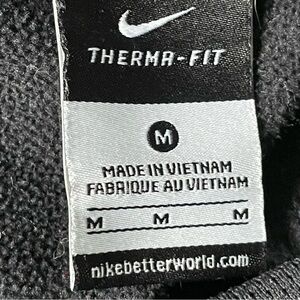 THERMA-FIT
M
MADE IN VIETNAM
FABRIQUE AU VIETNAM
M M M
nikebetterworld.com